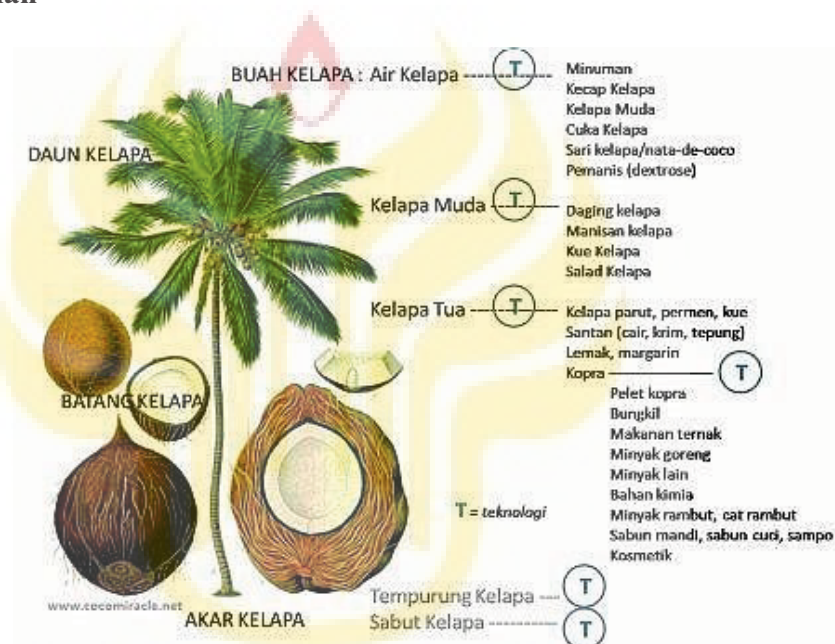 BUAH KELAPA : Air Kelapa
T
Minuman
Kecap Kelapa
Kelapa Muda
Cuka Kelapa
Sari kelapa/nata-de-coco
Pemanis (dextrose)
DAUN KELAPA
Kelapa Muda
T
Daging kelapa
Manisan kelapa
Kue Kelapa
Salad Kelapa
Kelapa Tua
T
Kelapa parut, permen, kue
Santan (cair, krim, tepung)
Lemak, margarin
Kopra
T
Pelet kopra
Bungkil
Makanan ternak
Minyak goreng
Minyak lain
Bahan kimia
Minyak rambut, cat rambut
Sabun mandi, sabun cuci, sampo
Kosmetik
BATANG KELAPA
T = teknologi
www.cocomiracle.net
AKAR KELAPA
Tempurung Kelapa
T
Sabut Kelapa
T